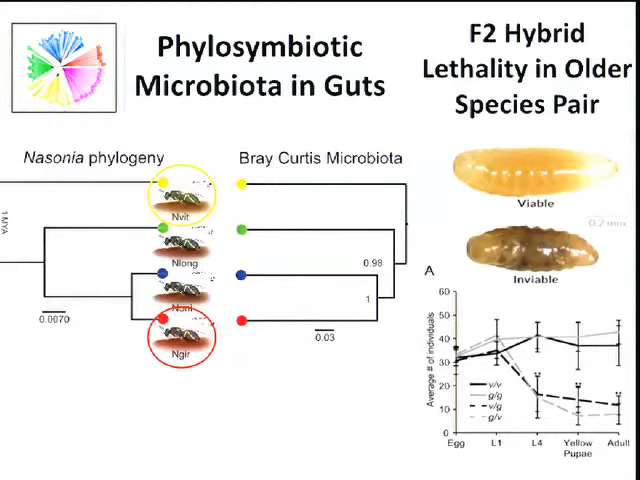 Phylosymbiotic
Microbiota in Guts
F2 Hybrid
Lethality in Older
Species Pair
Nasonia phylogeny
Bray Curtis Microbiota
1MYA
Nvit
Nlong
Noni
Ngir
0.0070
0.98
1
0.03
Viable
0.2 mm
Inviable
A
Average # of individuals
60
50
40
30
20
10
0
v/v
g/g
v/g
g/v
Egg
L1
L4
Yellow
Pupae
Adult